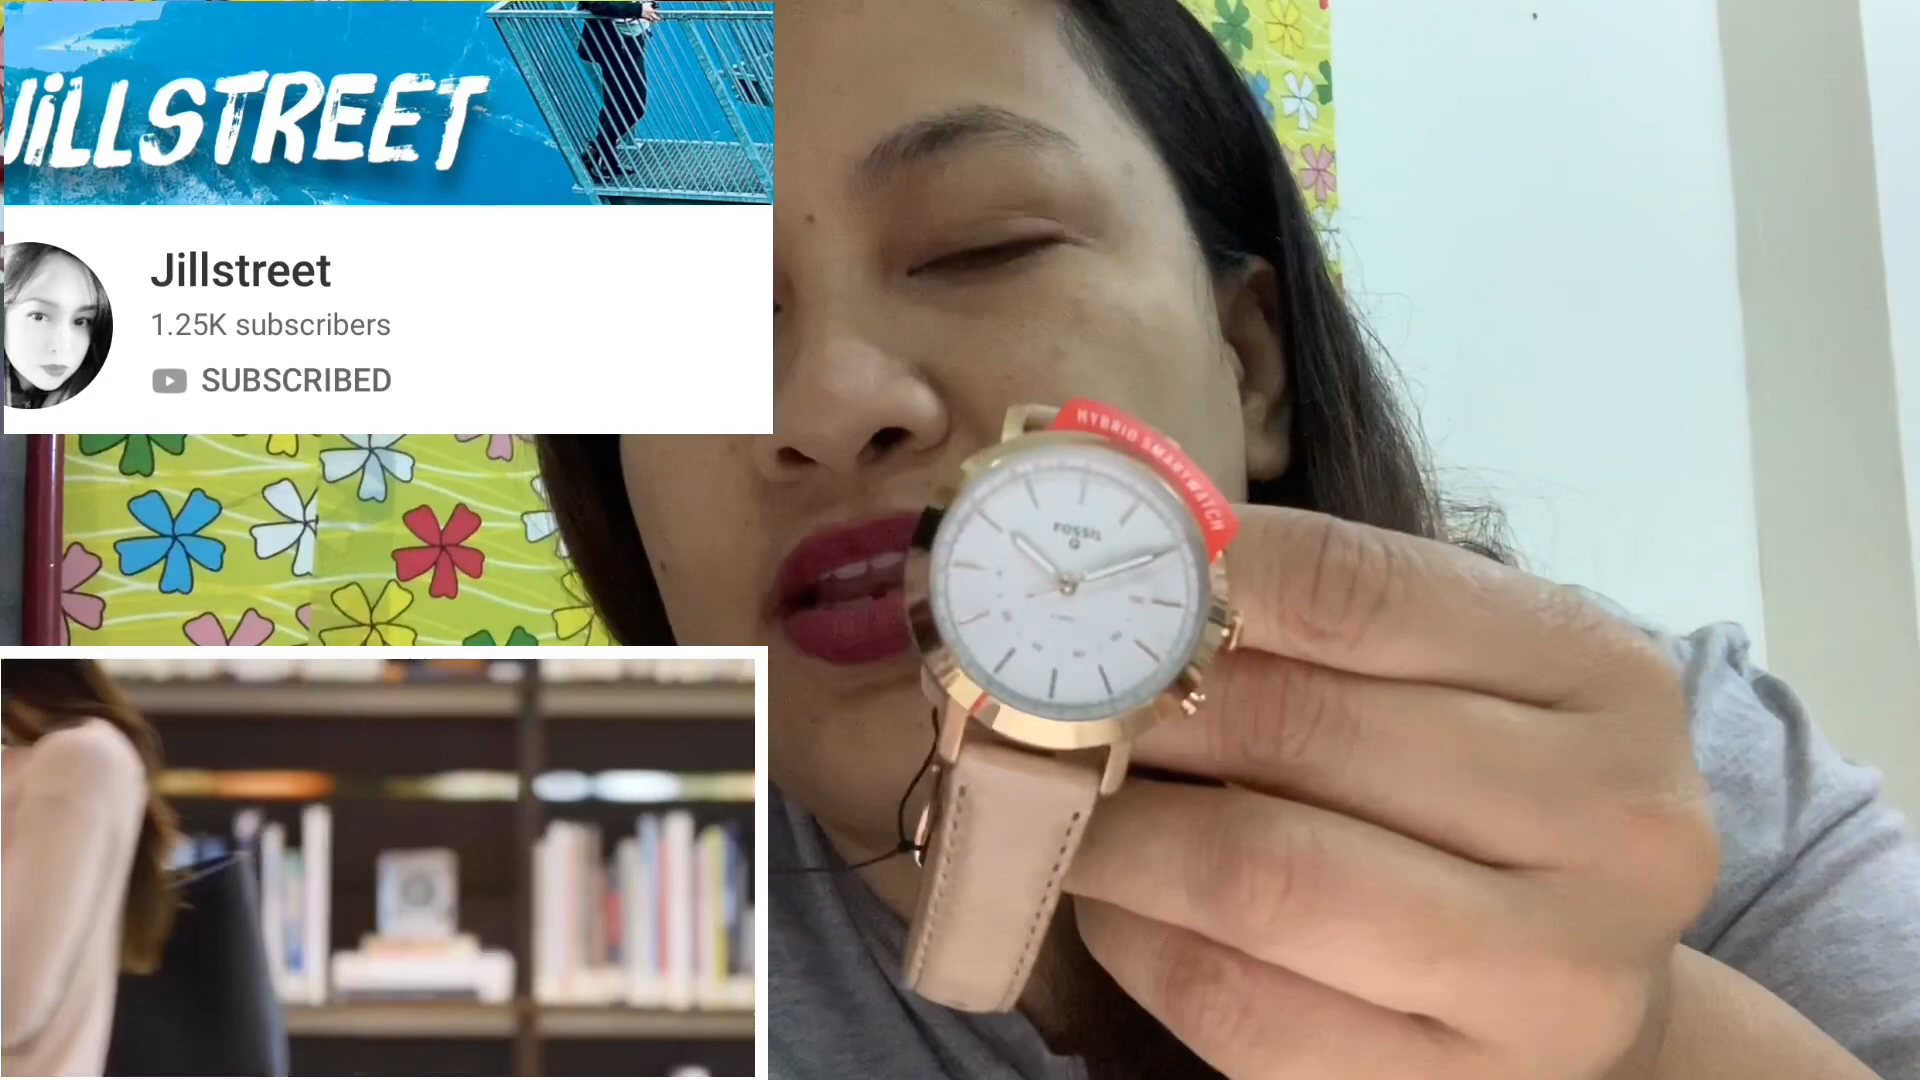 JiLLSTREET
Jillstreet
1.25K subscribers
SUBSCRIBED
HYBRID SMARTWATCH
FOSSIL
Q